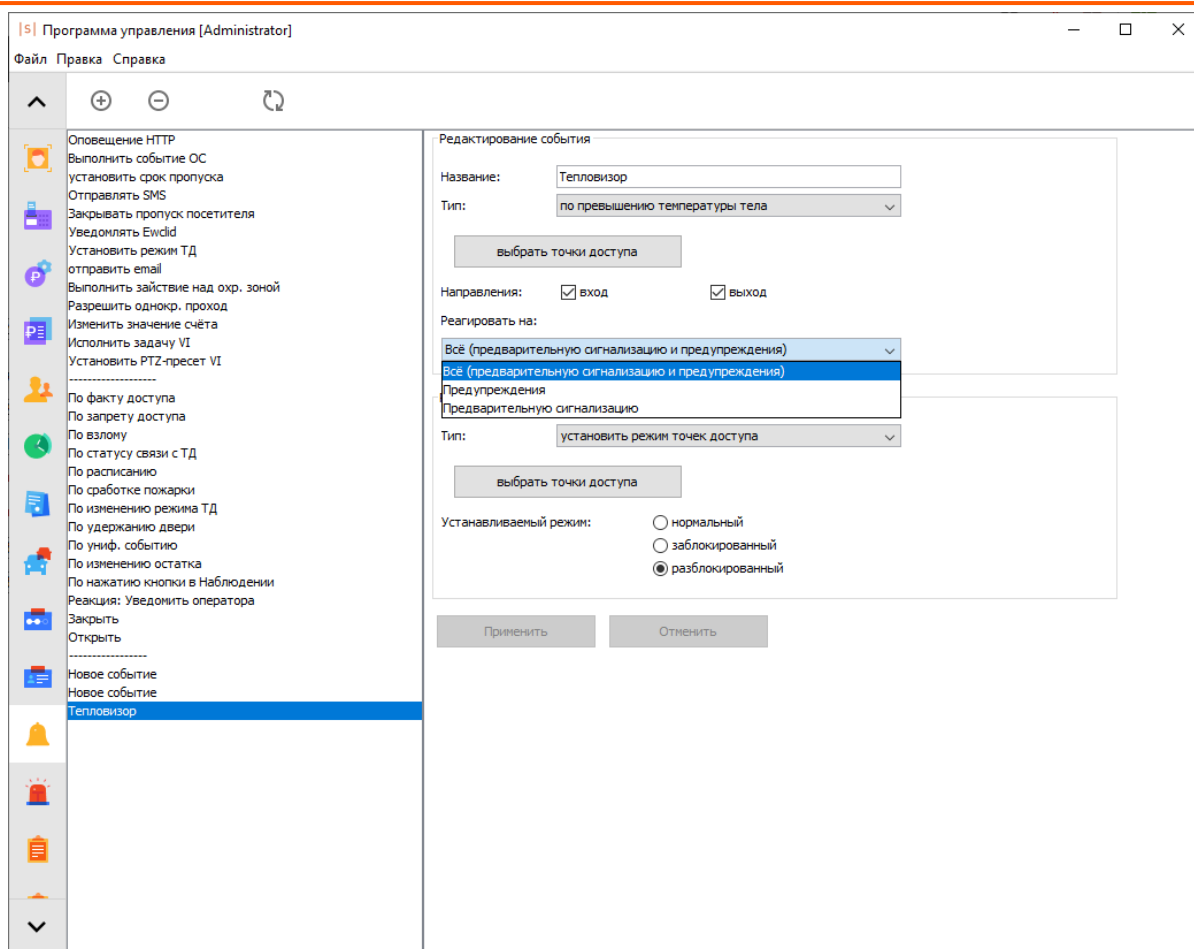 |S| Программа управления [Administrator]
Файл Правка Справка
Оповещение HTTP
Выполнить событие ОС
установить срок пропуска
Отправлять SMS
Закрывать пропуск посетителя
Уведомлять Ewclid
Установить режим ТД
отправить email
Выполнить зайствие над охр. зоной
Разрешить однокр. проход
Изменить значение счёта
Исполнить задачу VI
Установить PTZ-пресет VI
-------------------
По факту доступа
По запрету доступа
По взлому
По статусу связи с ТД
По расписанию
По сработке пожарки
По изменению режима ТД
По удержанию двери
По униф. событию
По изменению остатка
По нажатию кнопки в Наблюдении
Реакция: Уведомить оператора
Закрыть
Открыть
-----------------
Новое событие
Новое событие
Тепловизор
Редактирование события
Название: Тепловизор
Тип: по превышению температуры тела
выбрать точки доступа
Направления: вход выход
Реагировать на:
Всё (предварительную сигнализацию и предупреждения)
Всё (предварительную сигнализацию и предупреждения)
Предупреждения
Предварительную сигнализацию
Тип: установить режим точек доступа
выбрать точки доступа
Устанавливаемый режим: нормальный
заблокированный
разблокированный
Применить Отменить